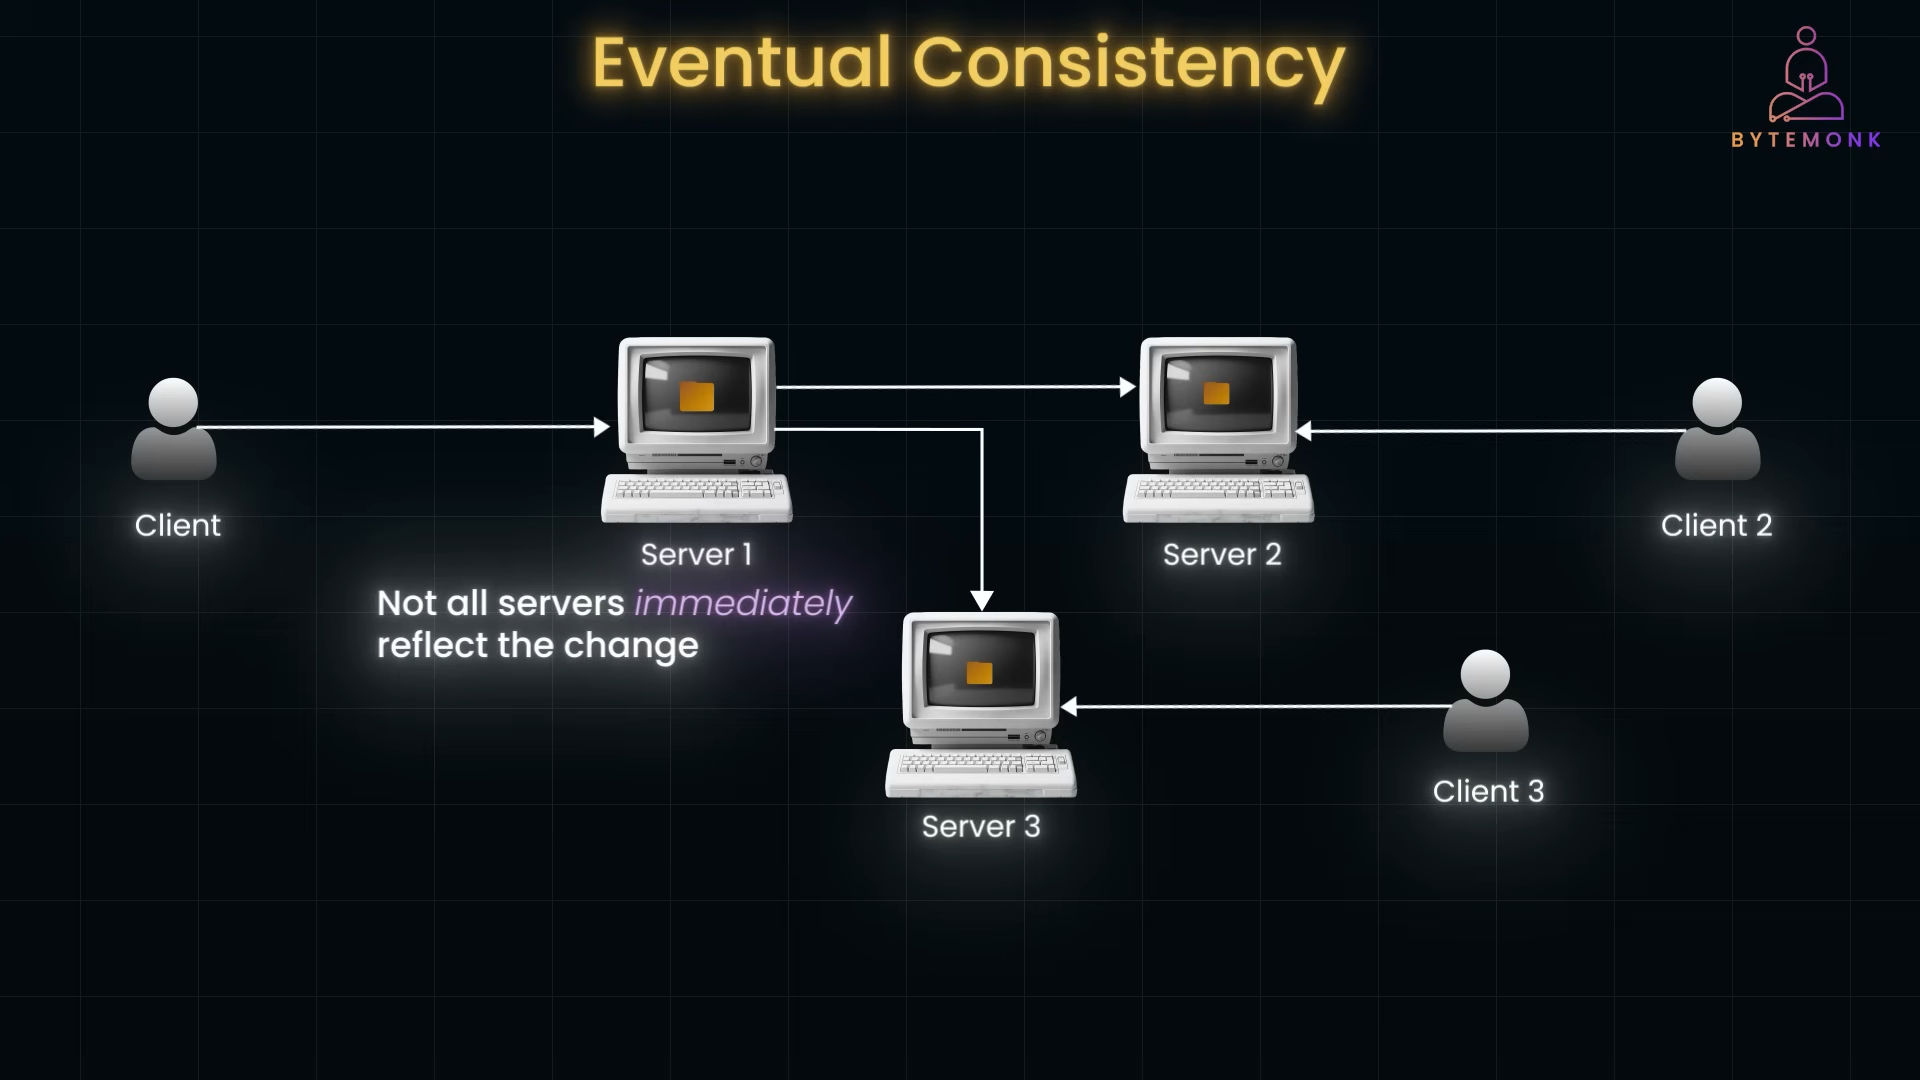 Eventual Consistency
BYTEMONK
Client
Server 1
Server 2
Client 2
Not all servers immediately
reflect the change
Server 3
Client 3